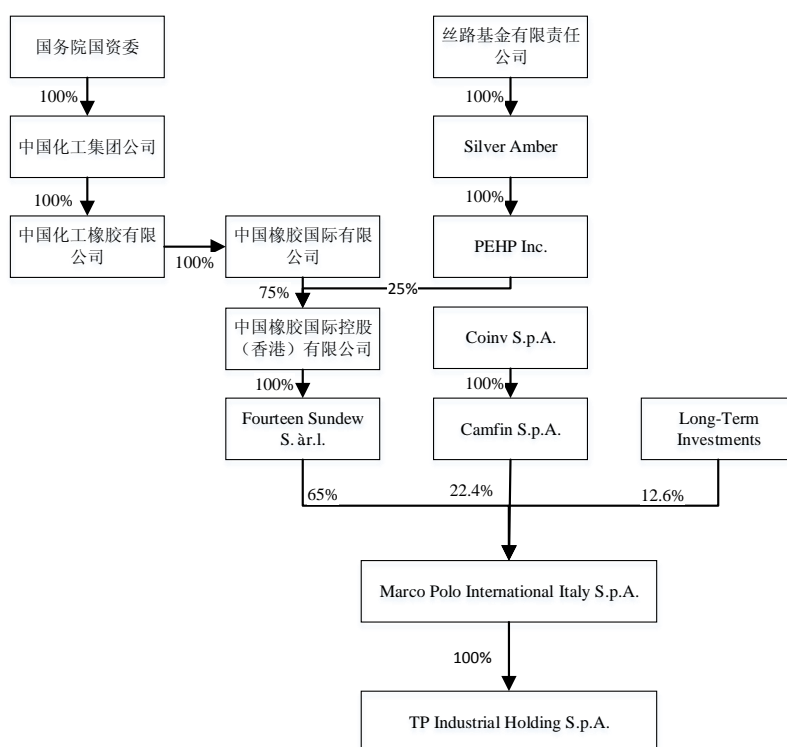 国务院国资委
丝路基金有限责任
公司
100%
100%
中国化工集团公司
Silver Amber
100%
100%
中国化工橡胶有限
公司
100%
中国橡胶国际有限
公司
PEHP Inc.
75%
25%
中国橡胶国际控股
（香港）有限公司
Coinv S.p.A.
100%
100%
Fourteen Sundew
S. àr.l.
Camfin S.p.A.
Long-Term
Investments
65%
22.4%
12.6%
Marco Polo International Italy S.p.A.
100%
TP Industrial Holding S.p.A.